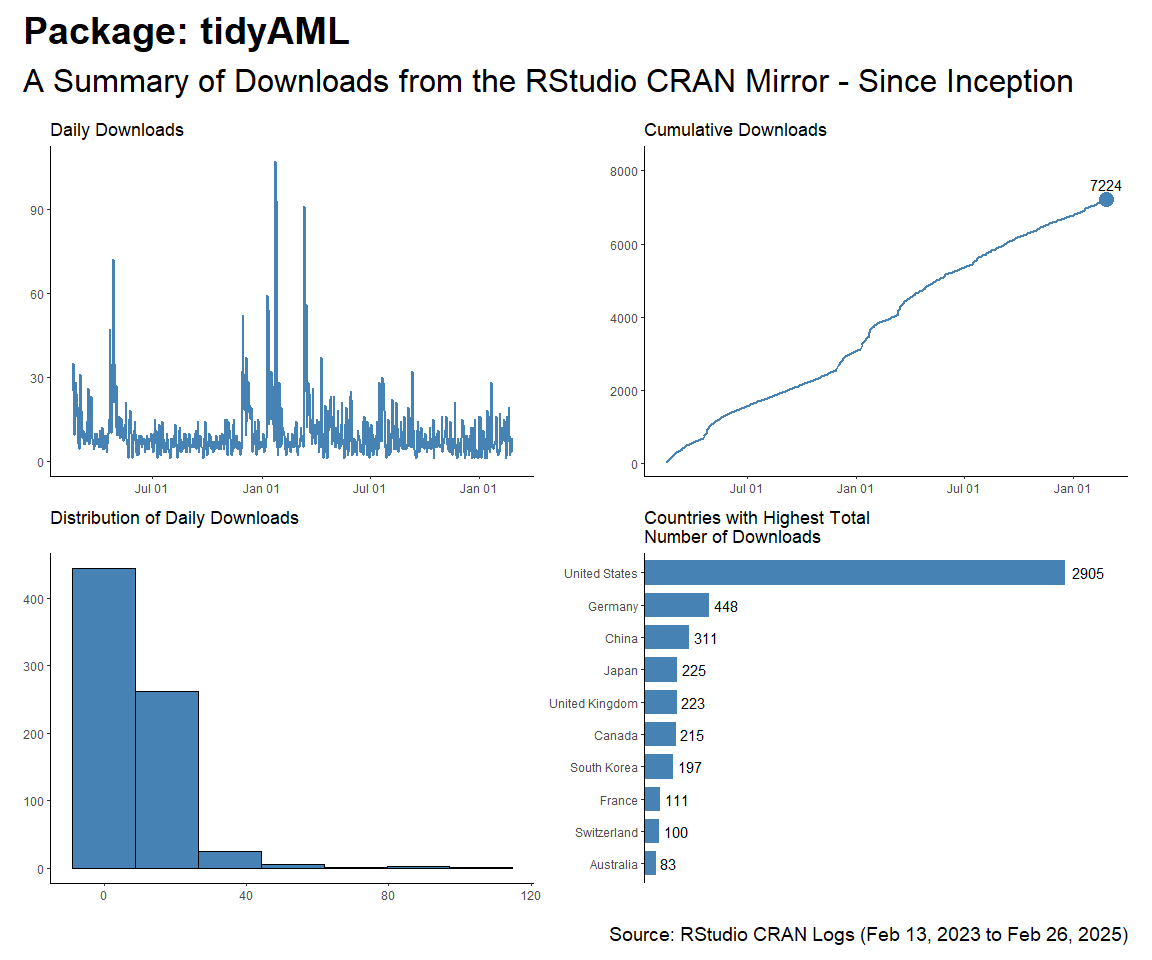 Package: tidyAML
A Summary of Downloads from the RStudio CRAN Mirror - Since Inception
Daily Downloads
90
60
30
0
Jul 01 Jan 01 Jul 01 Jan 01
Cumulative Downloads
8000
6000
4000
2000
0
7224
Jul 01 Jan 01 Jul 01 Jan 01
Distribution of Daily Downloads
400
300
200
100
0
0 40 80 120
Countries with Highest Total
Number of Downloads
United States 2905
Germany 448
China 311
Japan 225
United Kingdom 223
Canada 215
South Korea 197
France 111
Switzerland 100
Australia 83
Source: RStudio CRAN Logs (Feb 13, 2023 to Feb 26, 2025)